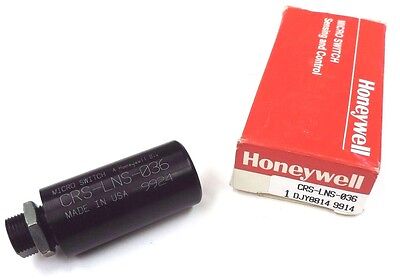 MICRO SWITCH A Honeywell Div.
CRS-LNS-036
MADE IN USA 9924
MICRO SWITCH
Sensing and Control
Honeywell
Honeywell
CRS-LNS-036
1 DJY8814 9914